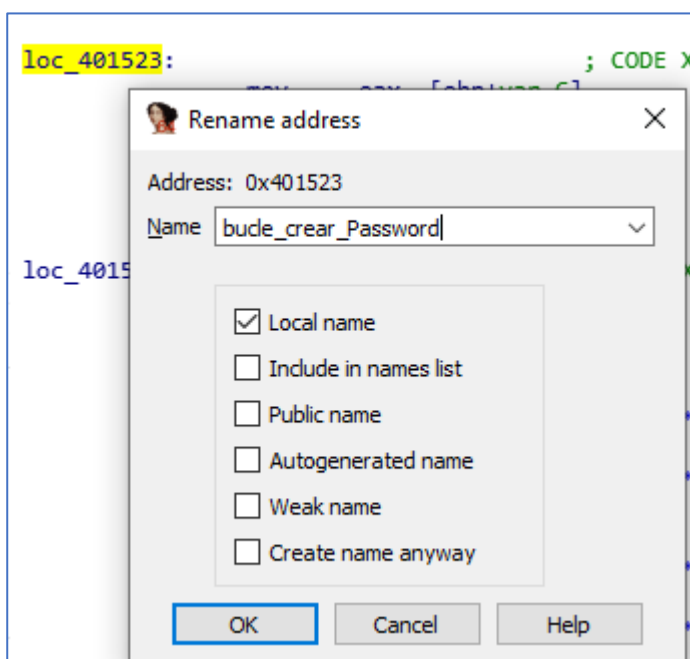 loc_401523: ; CODE X
Rename address
Address: 0x401523
Name bucle_crear_Password
loc_4015
Local name
Include in names list
Public name
Autogenerated name
Weak name
Create name anyway
OK Cancel Help